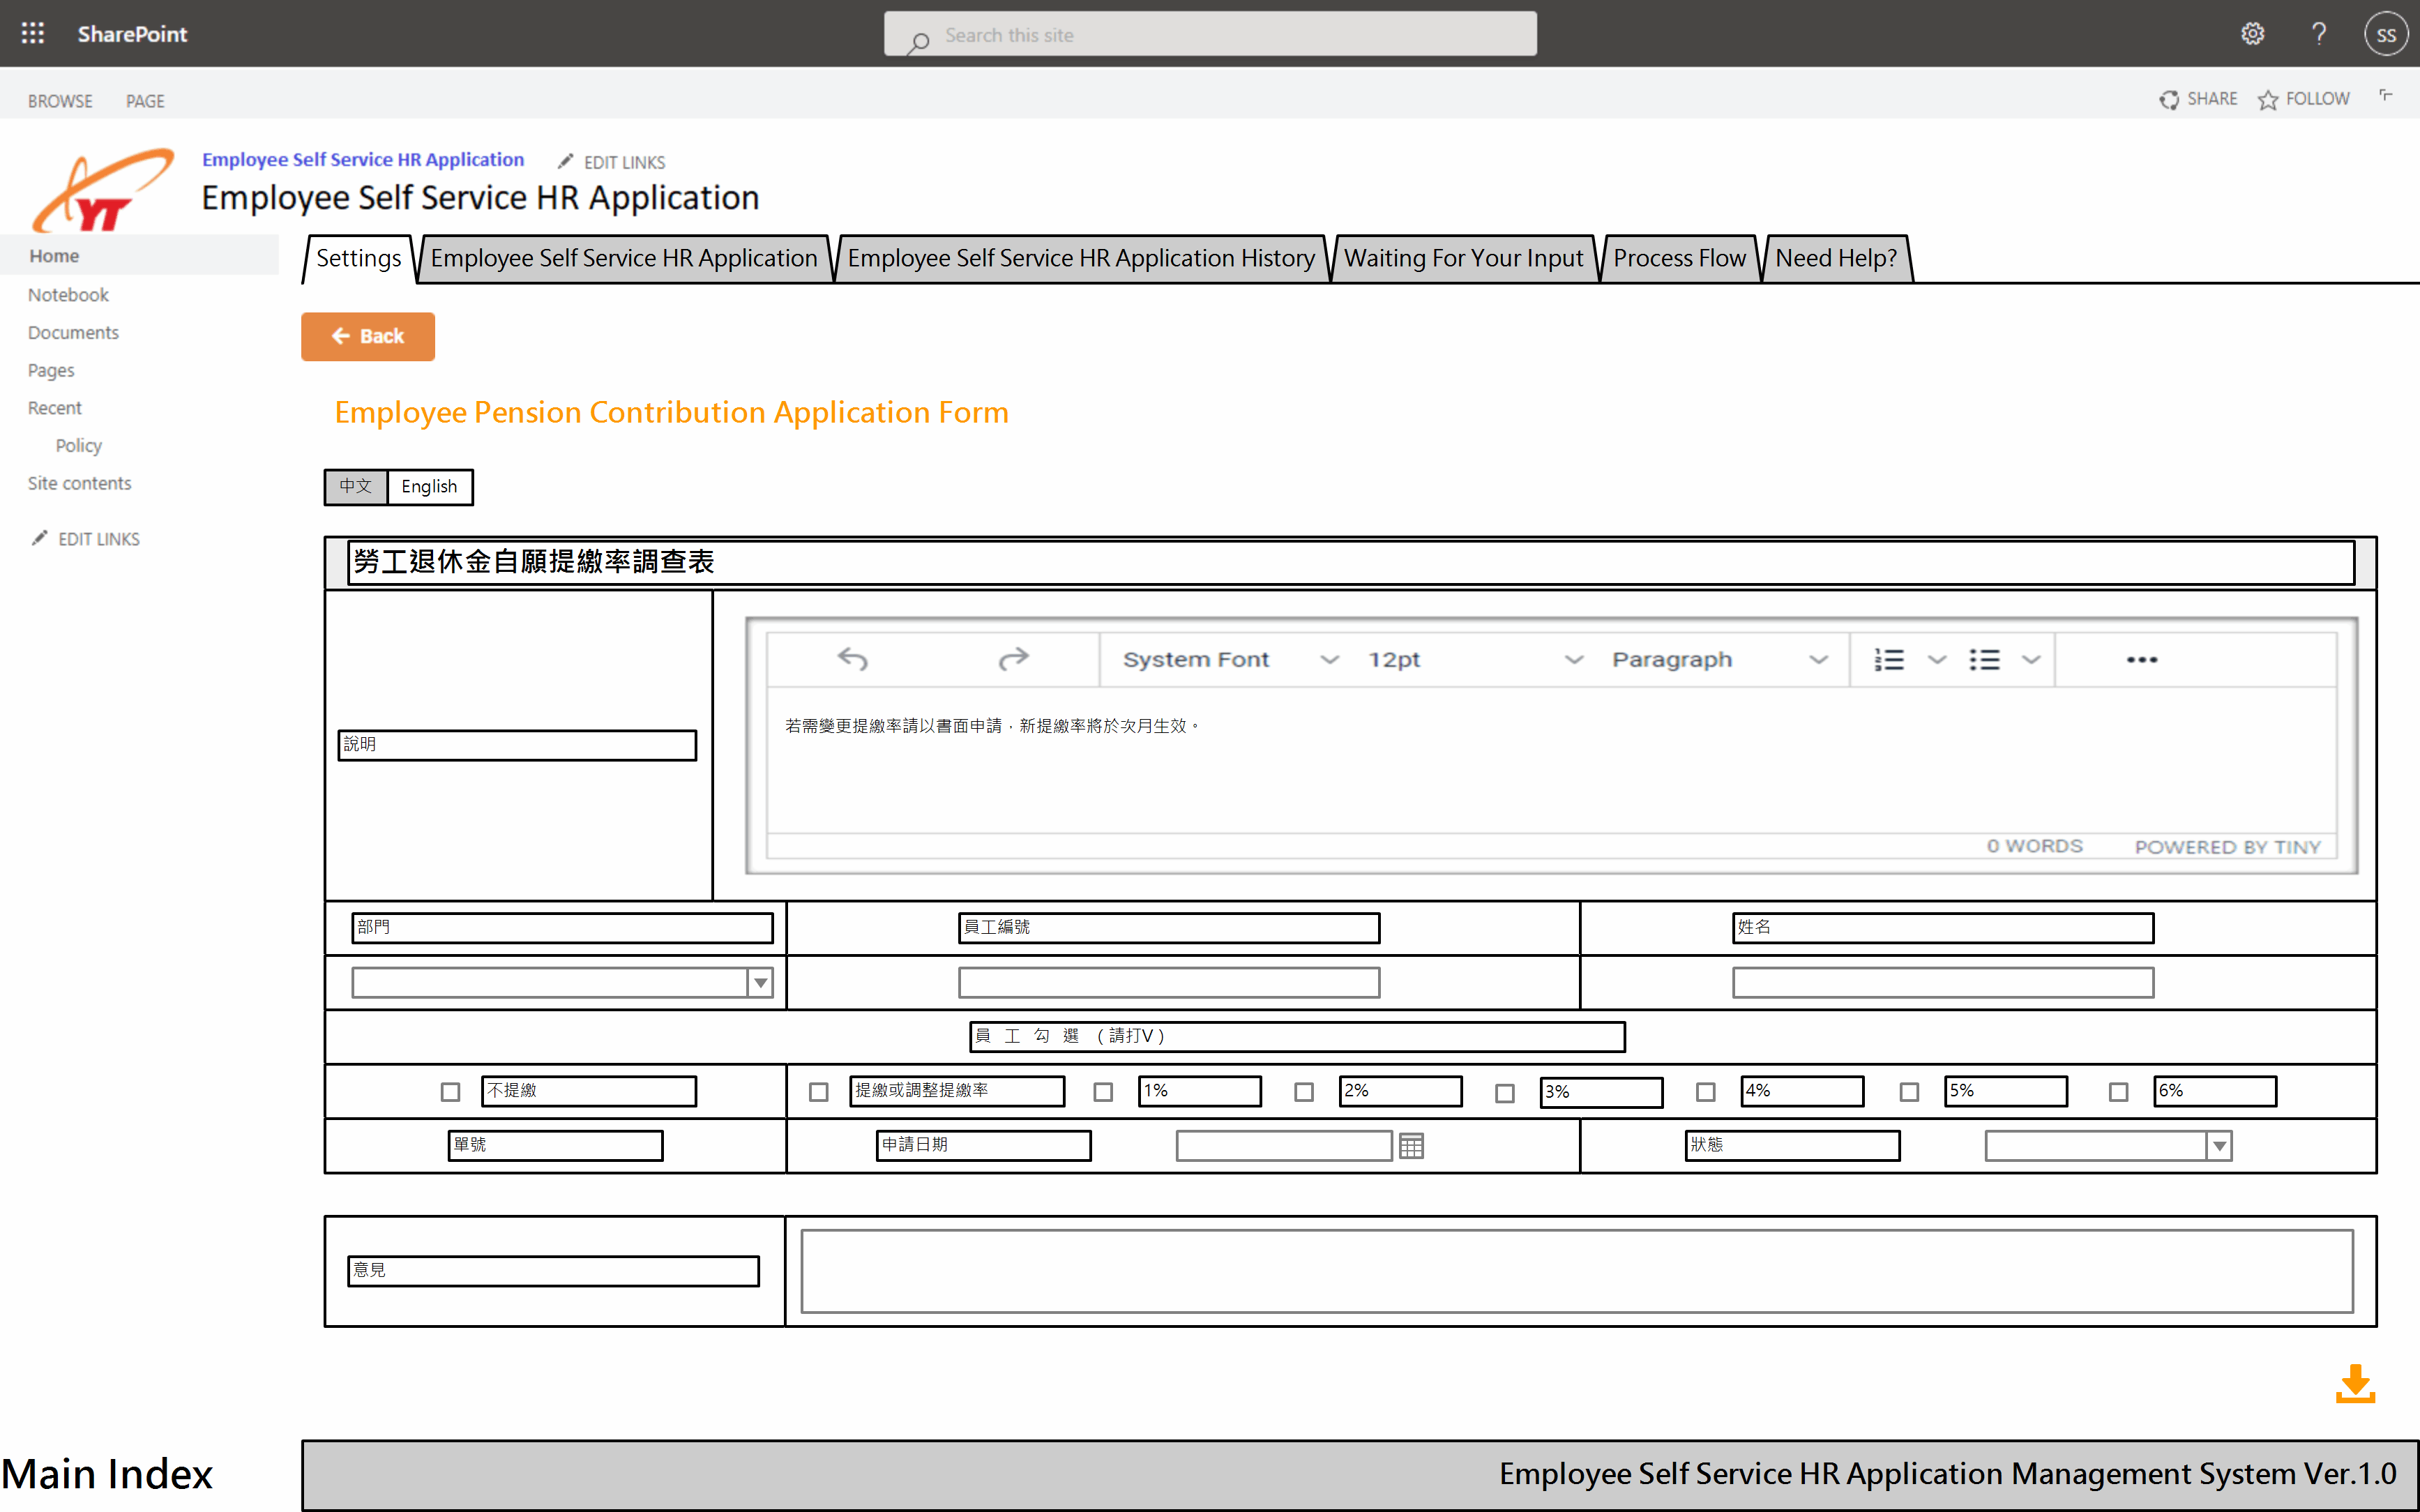 SharePoint
Search this site
?
SS
BROWSE PAGE
SHARE FOLLOW
YT
Employee Self Service HR Application EDIT LINKS
Employee Self Service HR Application
Home
Notebook
Documents
Pages
Recent
Policy
Site contents
EDIT LINKS
Settings Employee Self Service HR Application Employee Self Service HR Application History Waiting For Your Input Process Flow Need Help?
Back
Employee Pension Contribution Application Form
中文 English
勞工退休金自願提繳率調查表
System Font 12pt Paragraph
說明
若需變更提繳率請以書面申請，新提繳率將於次月生效。
0 WORDS POWERED BY TINY
部門 員工編號 姓名
員 工 勾 選 （請打V）
不提繳 提繳或調整提繳率 1% 2% 3% 4% 5% 6%
單號 申請日期 狀態
意見
Main Index
Employee Self Service HR Application Management System Ver.1.0